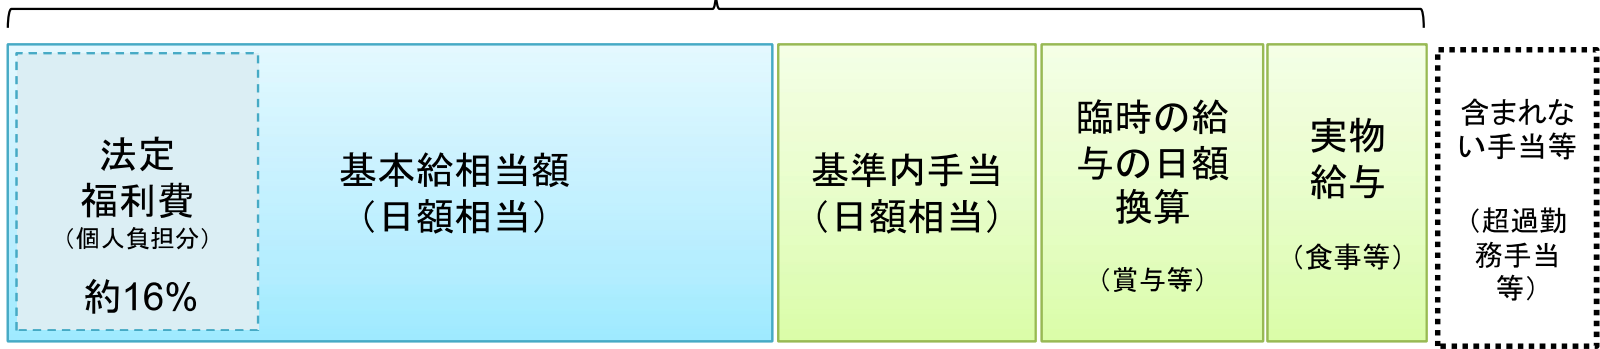 法定
福利費
（個人負担分）
約16%
基本給相当額
（日額相当）
基準内手当
（日額相当）
臨時の給
与の日額
換算
（賞与等）
実物
給与
（食事等）
含まれな
い手当等
（超過勤
務手当
等）